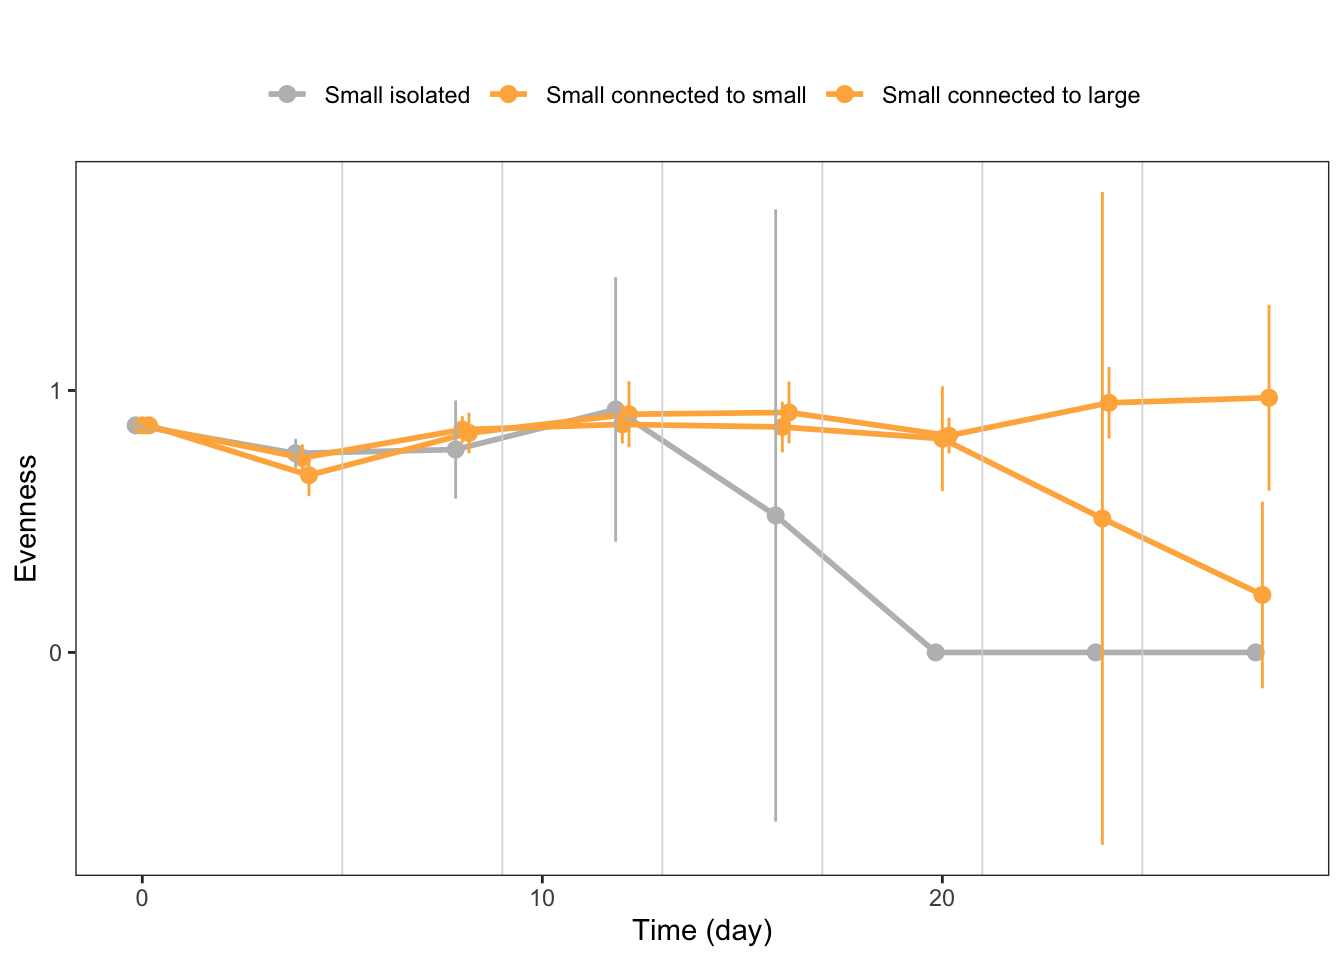 Small isolated Small connected to small Small connected to large
Evenness
1
0
0 10 20
Time (day)